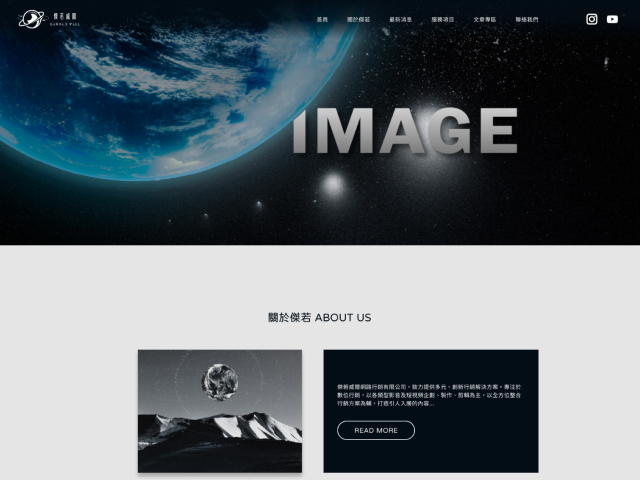 傑若威爾
首頁
關於傑若
最新消息
服務項目
文章專區
聯絡我們
IMAGE
關於傑若 ABOUT US
傑若威爾網路行銷有限公司，致力提供多元、創新行銷解決方案。專注於
數位行銷，以各類型影音及短視頻企劃、製作、剪輯為主，以全方位整合
行銷方案為輔，打造引人入勝的內容...
READ MORE